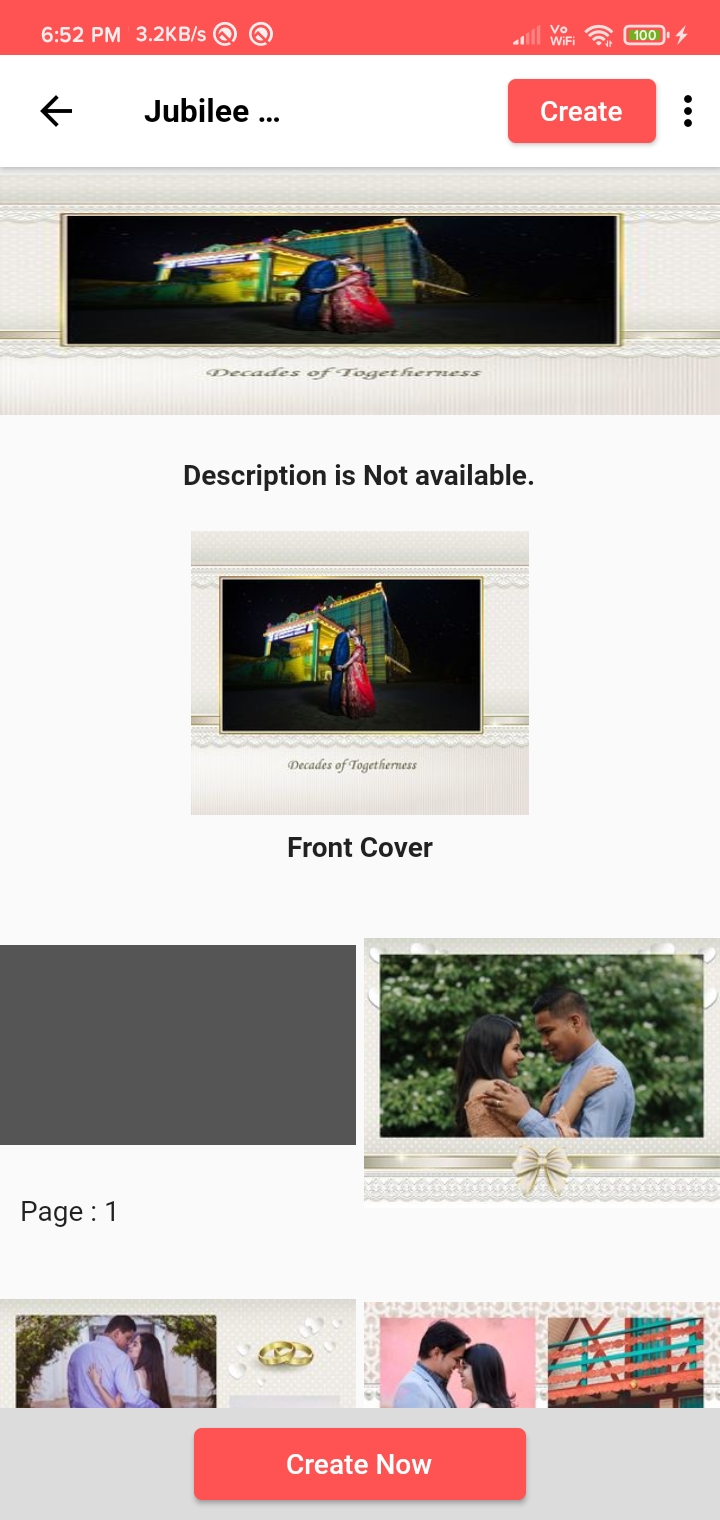 6:52 PM 3.2KB/s
Vo
WiFi
100
Jubilee ...
Create
Decades of Togetherness
Description is Not available.
Decades of Togetherness
Front Cover
Page : 1
Create Now